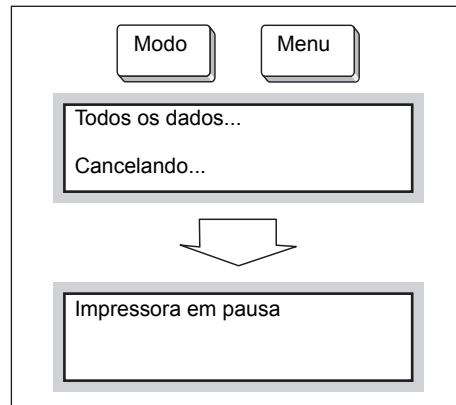 Modo Menu
Todos os dados...
Cancelando...
Impressora em pausa